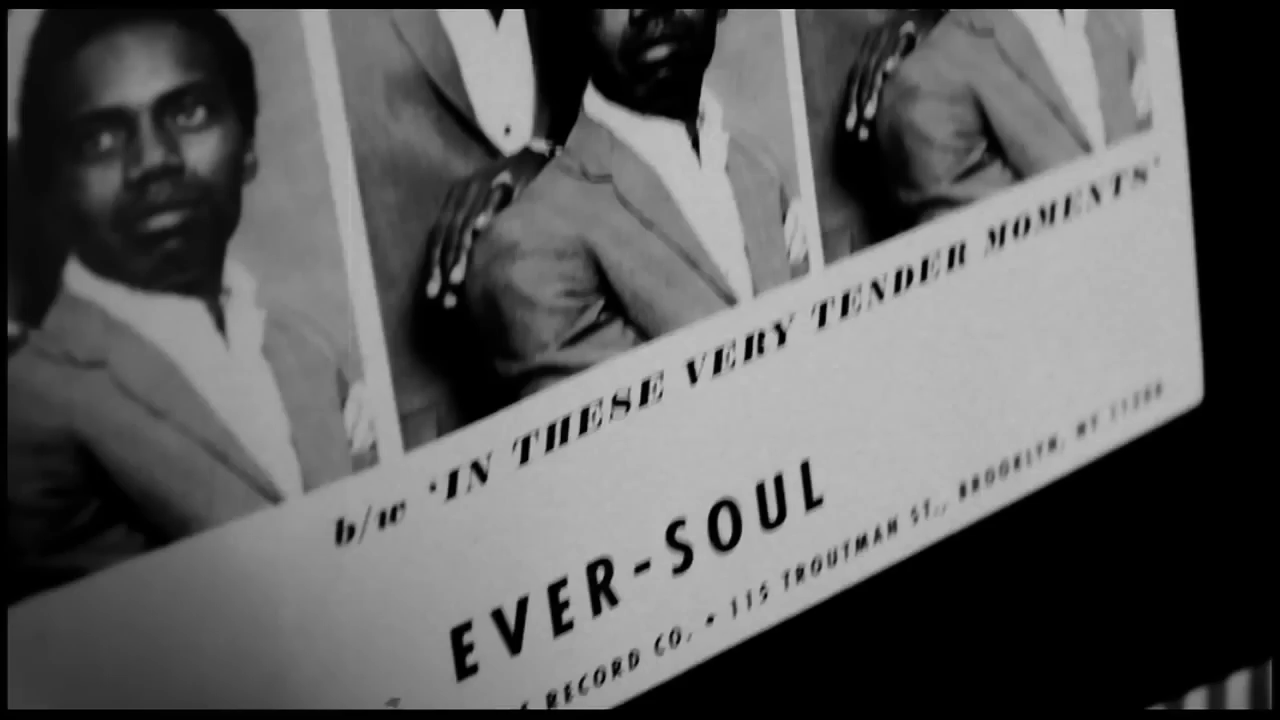 b/w 'IN THESE VERY TENDER MOMENTS'
EVER-SOUL
RECORD CO. • 115 TROUTMAN ST., BROOKLYN, NY